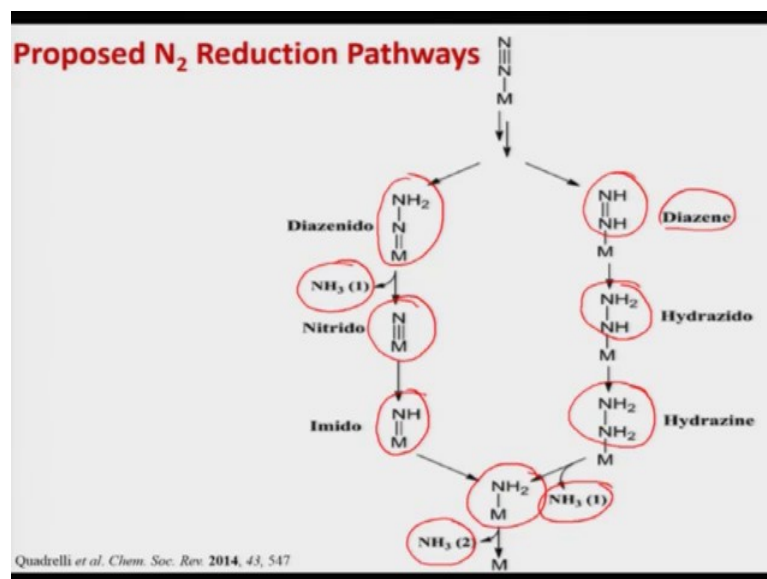 Proposed N₂ Reduction Pathways
N
N
M
NH₂
N
M
Diazenido
NH
NH
M
Diazene
NH₃ (1)
N
M
Nitrido
NH₂
NH
M
Hydrazido
NH
M
Imido
NH₂
NH₂
M
Hydrazine
NH₂
M
NH₃ (1)
NH₃ (2)
M
Quadrelli et al. Chem. Soc. Rev. 2014, 43, 547